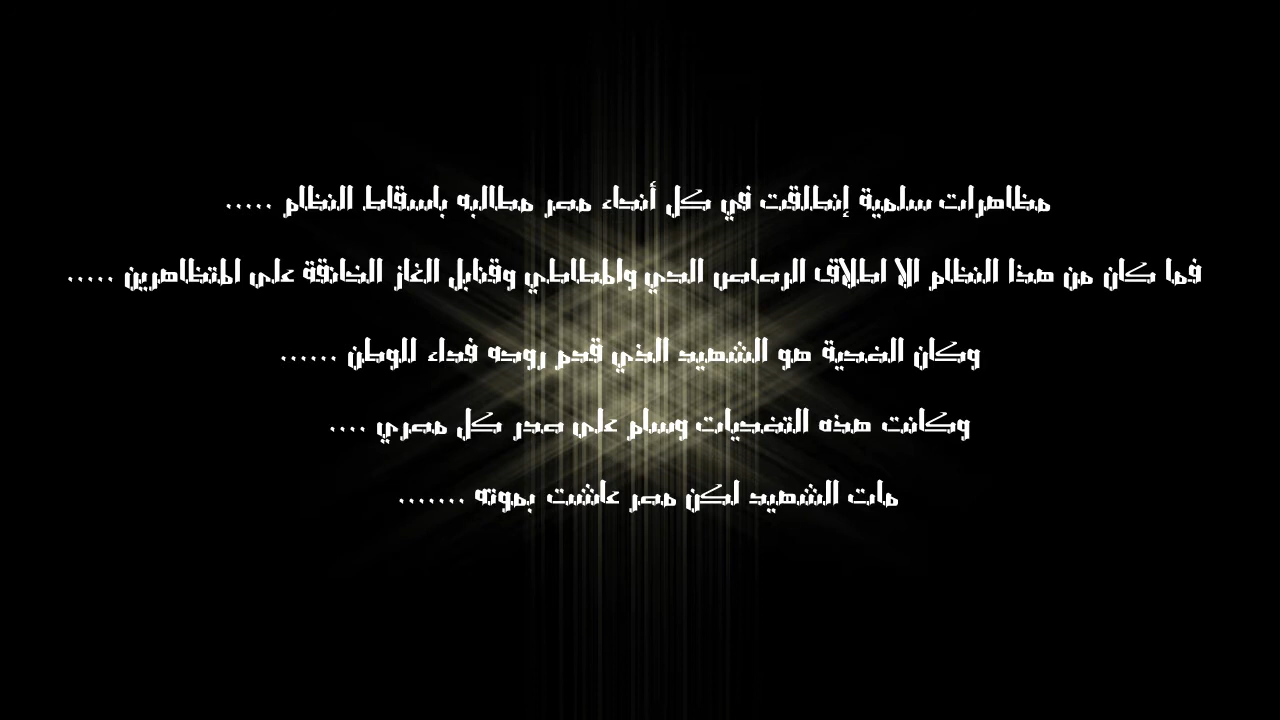 مظاهرات سلمية إنطلقت في كل أنحاء مصر مطالبه باسقاط النظام .....
فما كان من هذا النظام الا اطلاق الرصاص الحي والمطاطي وقنابل الغاز الخانقة على المتظاهرين .....
وكان الضحية هو الشهيد الذي قدم روحه فداء للوطن ......
وكانت هذه التضحيات وسام على صدر كل مصري ....
مات الشهيد لكن مصر عاشت بموته .......